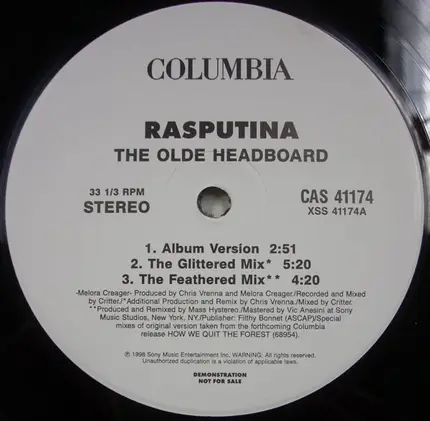 COLUMBIA
RASPUTINA
THE OLDE HEADBOARD
33 1/3 RPM
STEREO
CAS 41174
XSS 41174A
1. Album Version 2:51
2. The Glittered Mix* 5:20
3. The Feathered Mix** 4:20
-Melora Creager- Produced by Chris Vrenna and Melora Creager./Recorded and Mixed
by Critter./*Additional Production and Remix by Chris Vrenna./Mixed by Critter.
**Produced and Remixed by Mass Hystereo./Mastered by Vic Anesini at Sony
Music Studios, New York, NY./Publisher: Filthy Bonnet (ASCAP)/Special
mixes of original version taken from the forthcoming Columbia
release HOW WE QUIT THE FOREST (68954).
℗ 1998 Sony Music Entertainment Inc. WARNING: All rights reserved.
Unauthorized duplication is a violation of applicable laws.
DEMONSTRATION
NOT FOR SALE